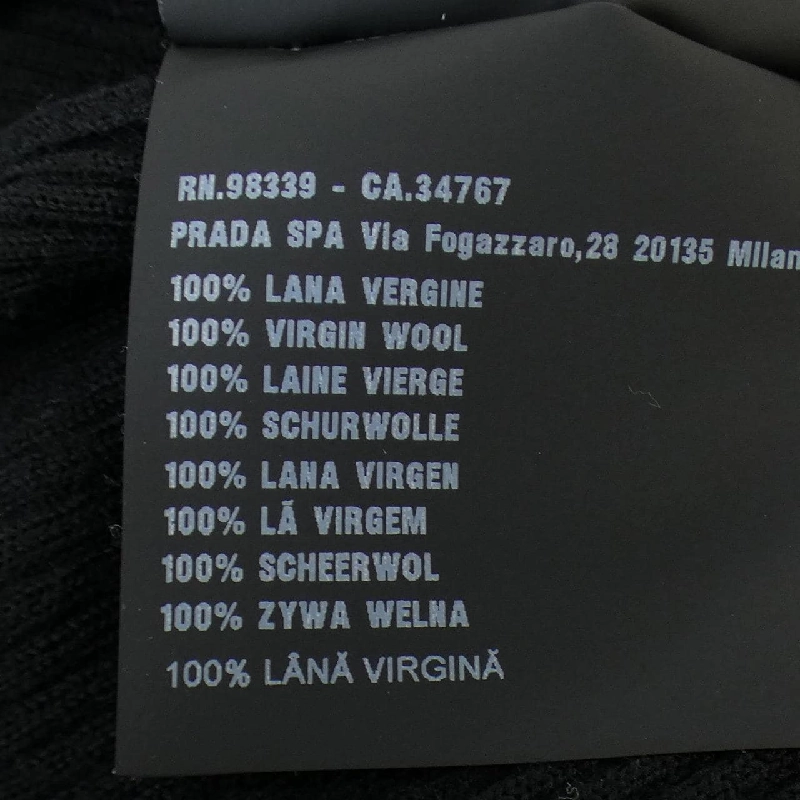 RN.98339 - CA.34767
PRADA SPA Via Fogazzaro,28 20135 Milan
100% LANA VERGINE
100% VIRGIN WOOL
100% LAINE VIERGE
100% SCHURWOLLE
100% LANA VIRGEN
100% LÃ VIRGEM
100% SCHEERWOL
100% ZYWA WELNA
100% LÂNĂ VIRGINĂ